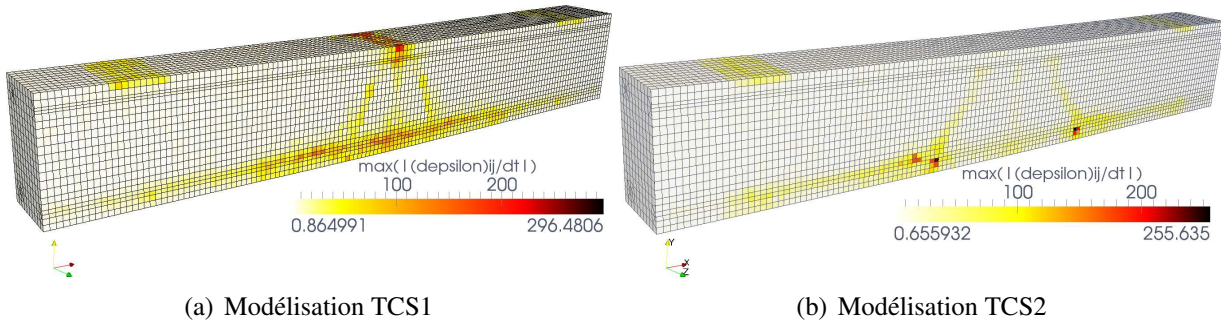 max( | (depsilon)ij/dt | )
100 200
0.864991 296.4806
(a) Modélisation TCS1
max( | (depsilon)ij/dt | )
100 200
0.655932 255.635
Y
X
Z
(b) Modélisation TCS2